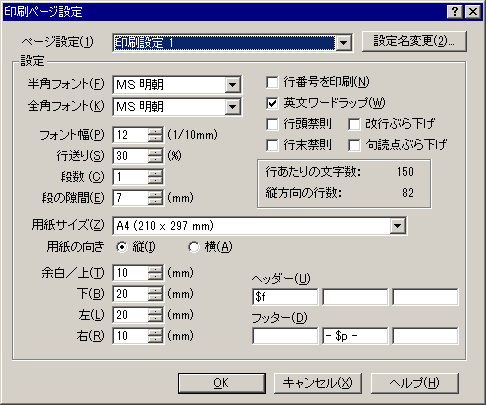 印刷ページ設定
ページ設定(1) 印刷設定 1 設定名変更(2)...
設定
半角フォント(F) MS 明朝 行番号を印刷(N)
全角フォント(K) MS 明朝 英文ワードラップ(W)
フォント幅(P) 12 (1/10mm) 行頭禁則 改行ぶら下げ
行送り(S) 30 (%) 行末禁則 句読点ぶら下げ
段数 (C) 1 行あたりの文字数: 150
段の隙間(E) 7 (mm) 縦方向の行数: 82
用紙サイズ(Z) A4 (210 x 297 mm)
用紙の向き 縦(I) 横(A)
余白/上(T) 10 (mm) ヘッダー(U)
下(B) 20 (mm) $f
左(L) 20 (mm) フッター(D)
右(R) 10 (mm) - $p -
OK キャンセル(X) ヘルプ(H)